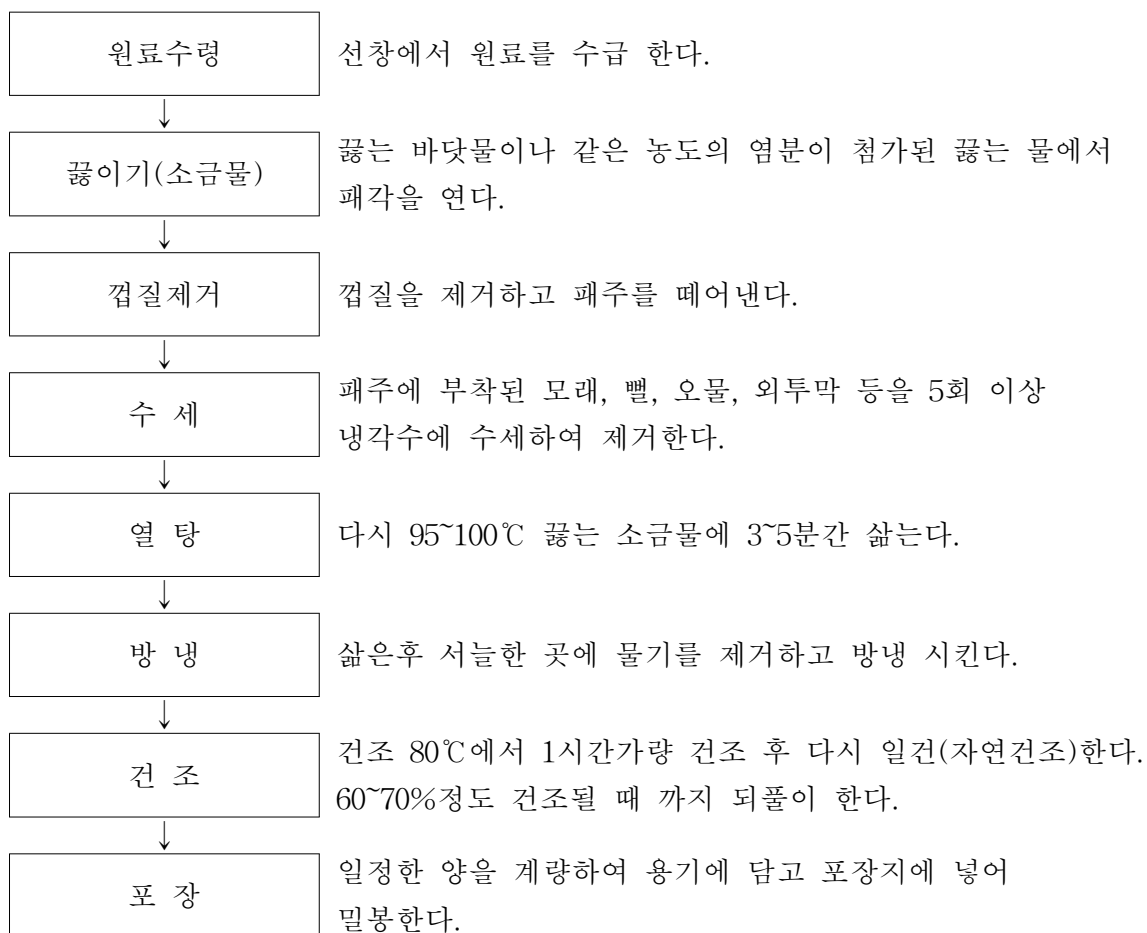 원료수령
선창에서 원료를 수급 한다.
↓
끓이기(소금물)
끓는 바닷물이나 같은 농도의 염분이 첨가된 끓는 물에서
패각을 연다.
↓
껍질제거
껍질을 제거하고 패주를 떼어낸다.
↓
수 세
패주에 부착된 모래, 뻘, 오물, 외투막 등을 5회 이상
냉각수에 수세하여 제거한다.
↓
열 탕
다시 95~100℃ 끓는 소금물에 3~5분간 삶는다.
↓
방 냉
삶은후 서늘한 곳에 물기를 제거하고 방냉 시킨다.
↓
건 조
건조 80℃에서 1시간가량 건조 후 다시 일건(자연건조)한다.
60~70%정도 건조될 때 까지 되풀이 한다.
↓
포 장
일정한 양을 계량하여 용기에 담고 포장지에 넣어
밀봉한다.